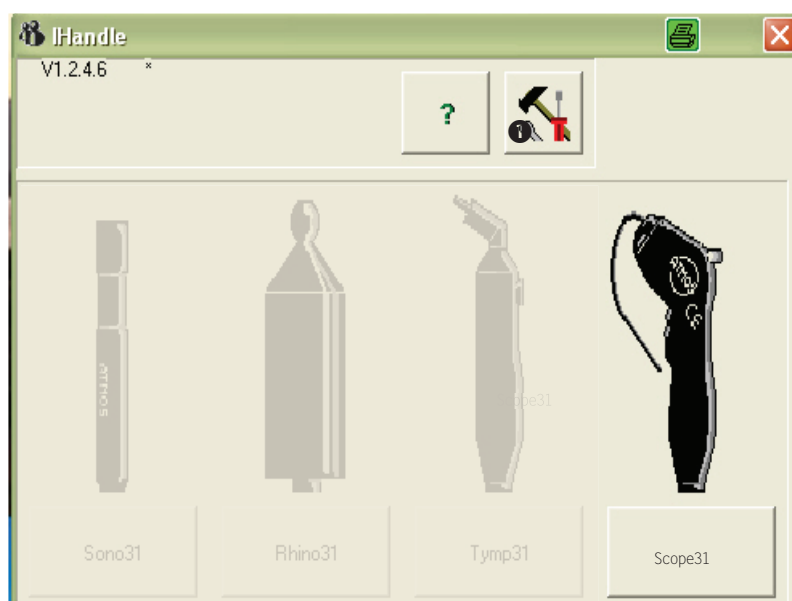 IHandle
V1.2.4.6 ×
?
ATMOS
Scope31
Sono31
Rhino31
Tymp31
Scope31